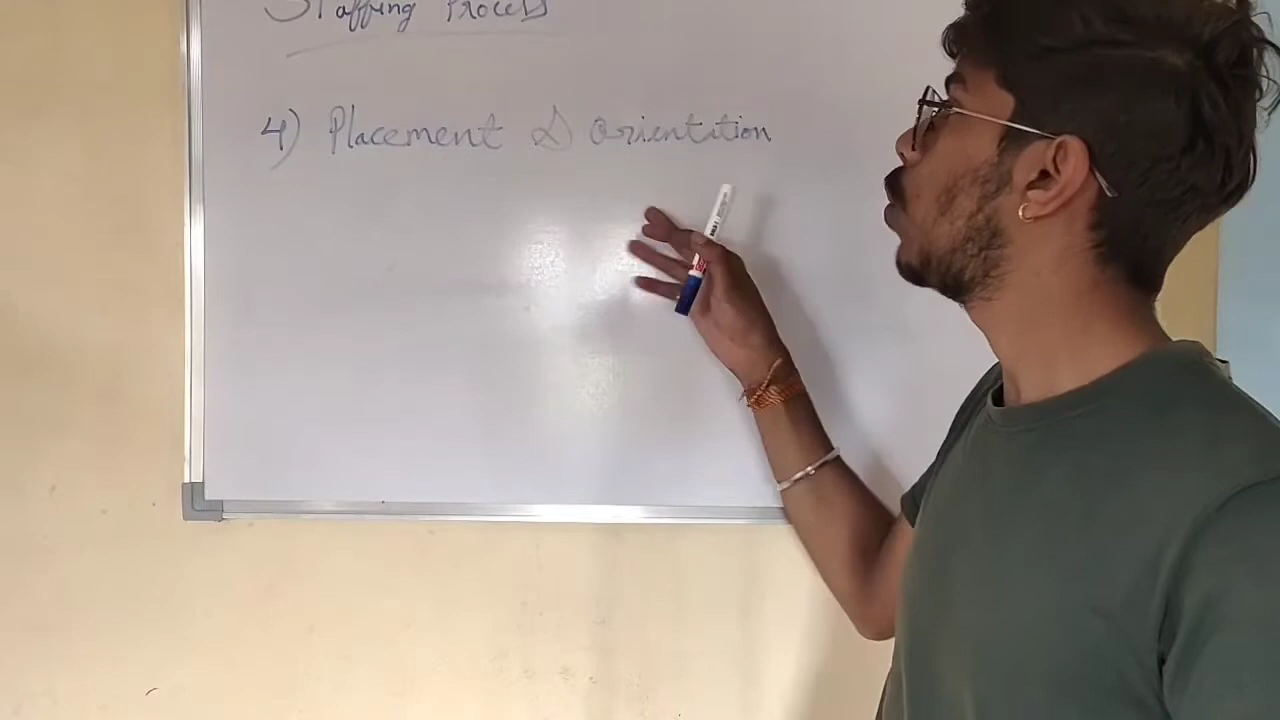 Staffing Process
4) Placement & Orientition